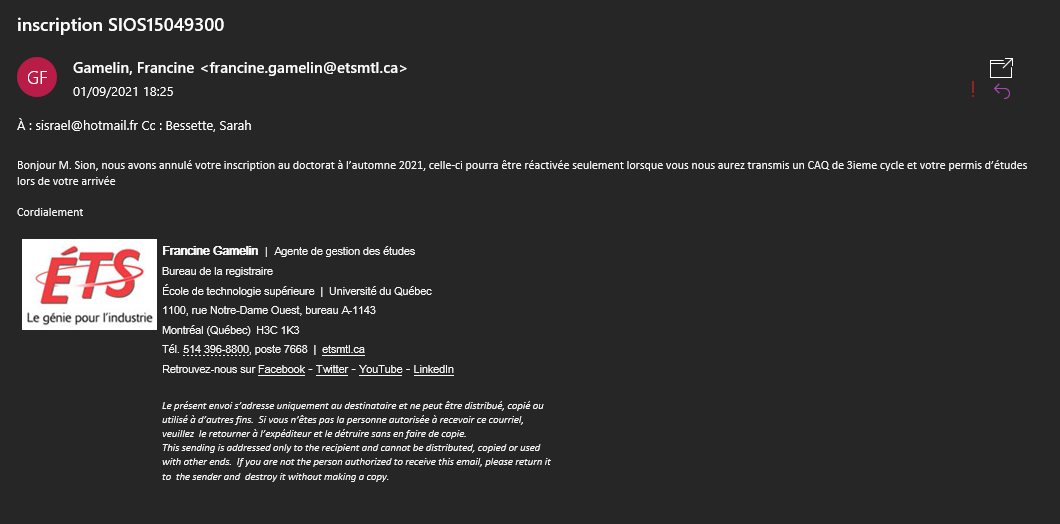 inscription SIOS15049300
GF
Gamelin, Francine <francine.gamelin@etsmtl.ca>
01/09/2021 18:25
!
À : sisrael@hotmail.fr Cc : Bessette, Sarah
Bonjour M. Sion, nous avons annulé votre inscription au doctorat à l'automne 2021, celle-ci pourra être réactivée seulement lorsque vous nous aurez transmis un CAQ de 3ieme cycle et votre permis d'études
lors de votre arrivée
Cordialement
ÉTS
Le génie pour l'industrie
Francine Gamelin | Agente de gestion des études
Bureau de la registraire
École de technologie supérieure | Université du Québec
1100, rue Notre-Dame Ouest, bureau A-1143
Montréal (Québec) H3C 1K3
Tél. 514 396-8800, poste 7668 | etsmtl.ca
Retrouvez-nous sur Facebook - Twitter - YouTube - LinkedIn
Le présent envoi s'adresse uniquement au destinataire et ne peut être distribué, copié ou
utilisé à d'autres fins. Si vous n'êtes pas la personne autorisée à recevoir ce courriel,
veuillez le retourner à l'expéditeur et le détruire sans en faire de copie.
This sending is addressed only to the recipient and cannot be distributed, copied or used
with other ends. If you are not the person authorized to receive this email, please return it
to the sender and destroy it without making a copy.